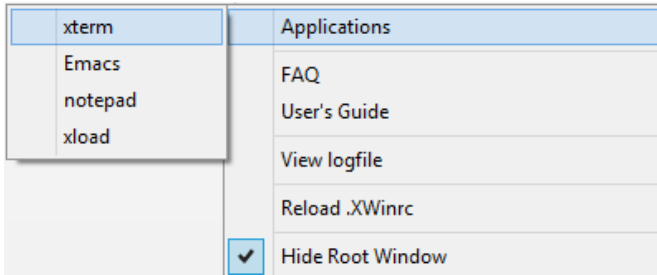 xterm
Emacs
notepad
xload
Applications
FAQ
User's Guide
View logfile
Reload .XWinrc
Hide Root Window